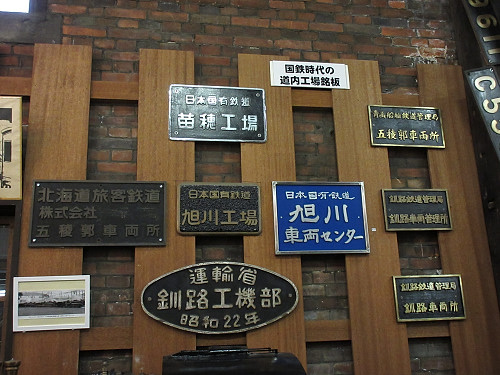 国鉄時代の
道内工場銘板
日本国有鉄道
苗穂工場
青函船舶鉄道管理局
五稜郭車両所
北海道旅客鉄道
株式会社
五稜郭車両所
日本国有鉄道
旭川工場
日本国有鉄道
旭川
車両センター
釧路鉄道管理局
釧路車両管理所
運輸省
釧路工機部
昭和22年
釧路鉄道管理局
釧路車両所
C55